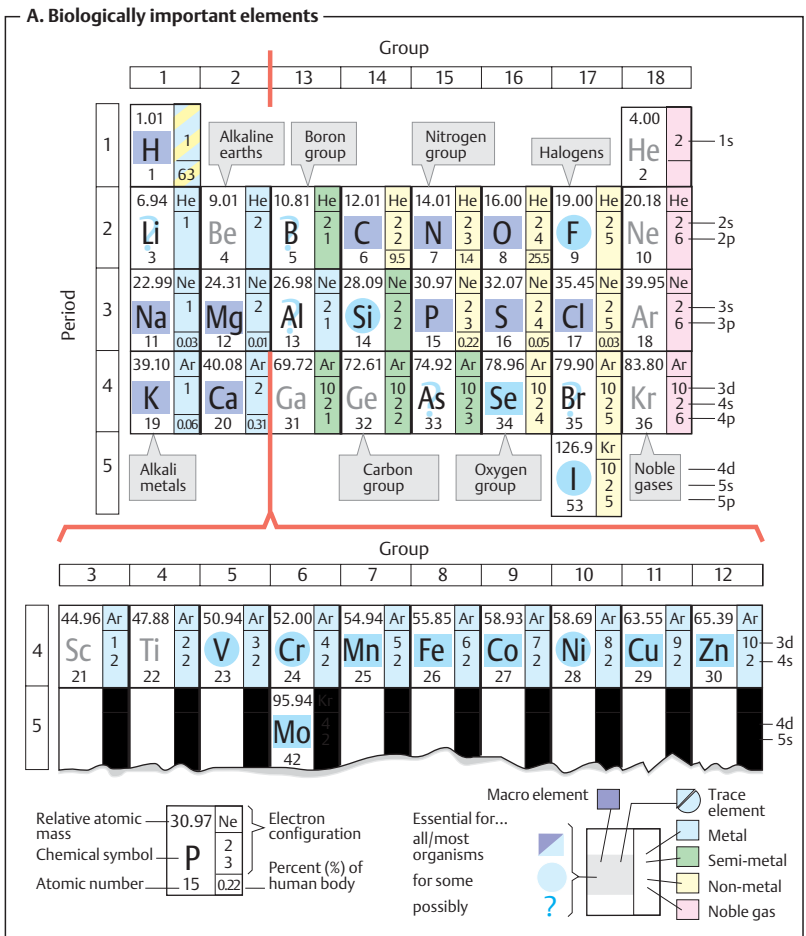 A. Biologically important elements
Group
1 2 13 14 15 16 17 18
Period
1
1.01 4.00
H 1 He 2 1s
1 63 2
Alkaline earths
Boron group
Nitrogen group
Halogens
2
6.94 He 9.01 He 10.81 He 12.01 He 14.01 He 16.00 He 19.00 He 20.18 He
Li 1 Be 2 B 2 C 2 N 2 O 2 F 2 Ne 2 2s
? ? 1 2 3 4 5 6 2p
3 4 5 6 9.5 7 1.4 8 25.5 9 10
3
22.99 Ne 24.31 Ne 26.98 Ne 28.09 Ne 30.97 Ne 32.07 Ne 35.45 Ne 39.95 Ne
Na 1 Mg 2 Al 2 Si 2 P 2 S 2 Cl 2 Ar 2 3s
? 1 2 3 4 5 6 3p
11 0.03 12 0.01 13 14 15 0.22 16 0.05 17 0.03 18
4
39.10 Ar 40.08 Ar 69.72 Ar 72.61 Ar 74.92 Ar 78.96 Ar 79.90 Ar 83.80 Ar
K 1 Ca 2 Ga 10 Ge 10 As 10 Se 10 Br 10 Kr 10 3d
2 2 ? 2 2 ? 2 2 4s
1 2 3 4 5 6 4p
19 0.06 20 0.31 31 32 33 34 35 36
5
126.9 Kr
I 10 4d
2 5s
5 5p
53
Alkali metals
Carbon group
Oxygen group
Noble gases
Group
3 4 5 6 7 8 9 10 11 12
4
44.96 Ar 47.88 Ar 50.94 Ar 52.00 Ar 54.94 Ar 55.85 Ar 58.93 Ar 58.69 Ar 63.55 Ar 65.39 Ar
Sc 1 Ti 2 V 3 Cr 4 Mn 5 Fe 6 Co 7 Ni 8 Cu 9 Zn 10 3d
2 2 2 2 2 2 2 2 2 2 4s
21 22 23 24 25 26 27 28 29 30
5
95.94 Kr
Mo 4 4d
2 5s
42
Relative atomic mass
Chemical symbol
Atomic number
30.97 Ne
P 2
3
15 0.22
Electron configuration
Percent (%) of human body
Essential for...
all/most organisms
for some
possibly ?
Macro element
Trace element
Metal
Semi-metal
Non-metal
Noble gas